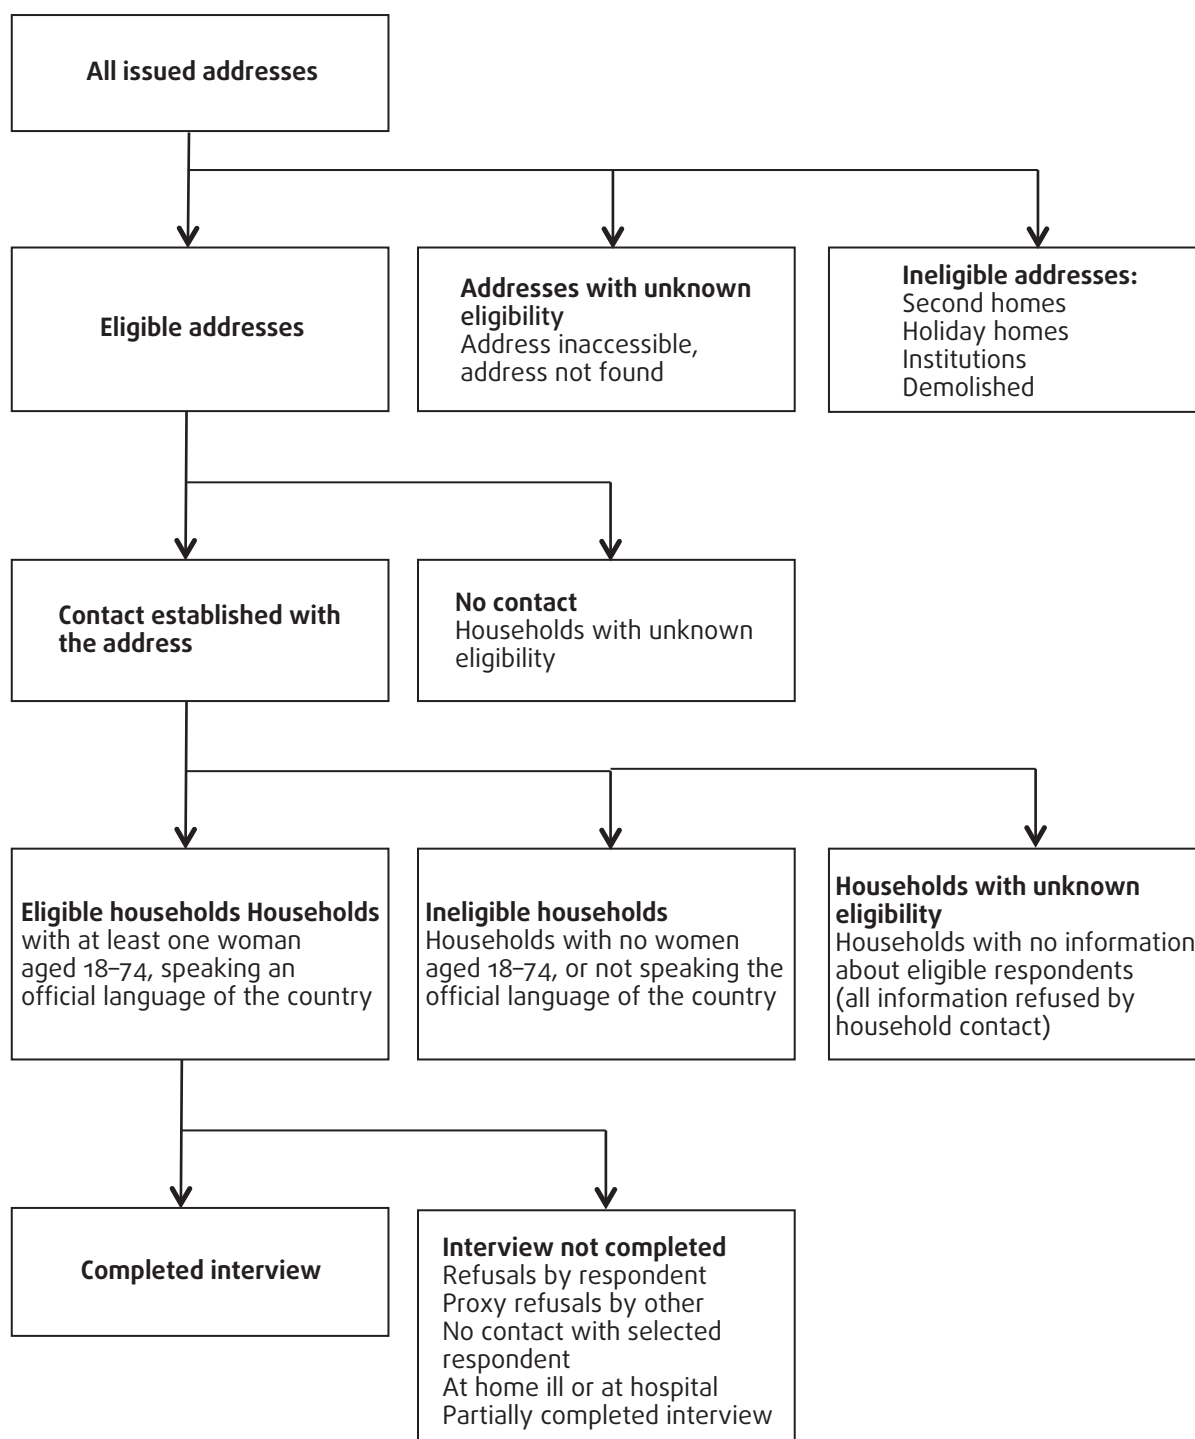 All issued addresses
Eligible addresses
Addresses with unknown
eligibility
Address inaccessible,
address not found
Ineligible addresses:
Second homes
Holiday homes
Institutions
Demolished
Contact established with
the address
No contact
Households with unknown
eligibility
Eligible households Households
with at least one woman
aged 18–74, speaking an
official language of the country
Ineligible households
Households with no women
aged 18–74, or not speaking the
official language of the country
Households with unknown
eligibility
Households with no information
about eligible respondents
(all information refused by
household contact)
Completed interview
Interview not completed
Refusals by respondent
Proxy refusals by other
No contact with selected
respondent
At home ill or at hospital
Partially completed interview